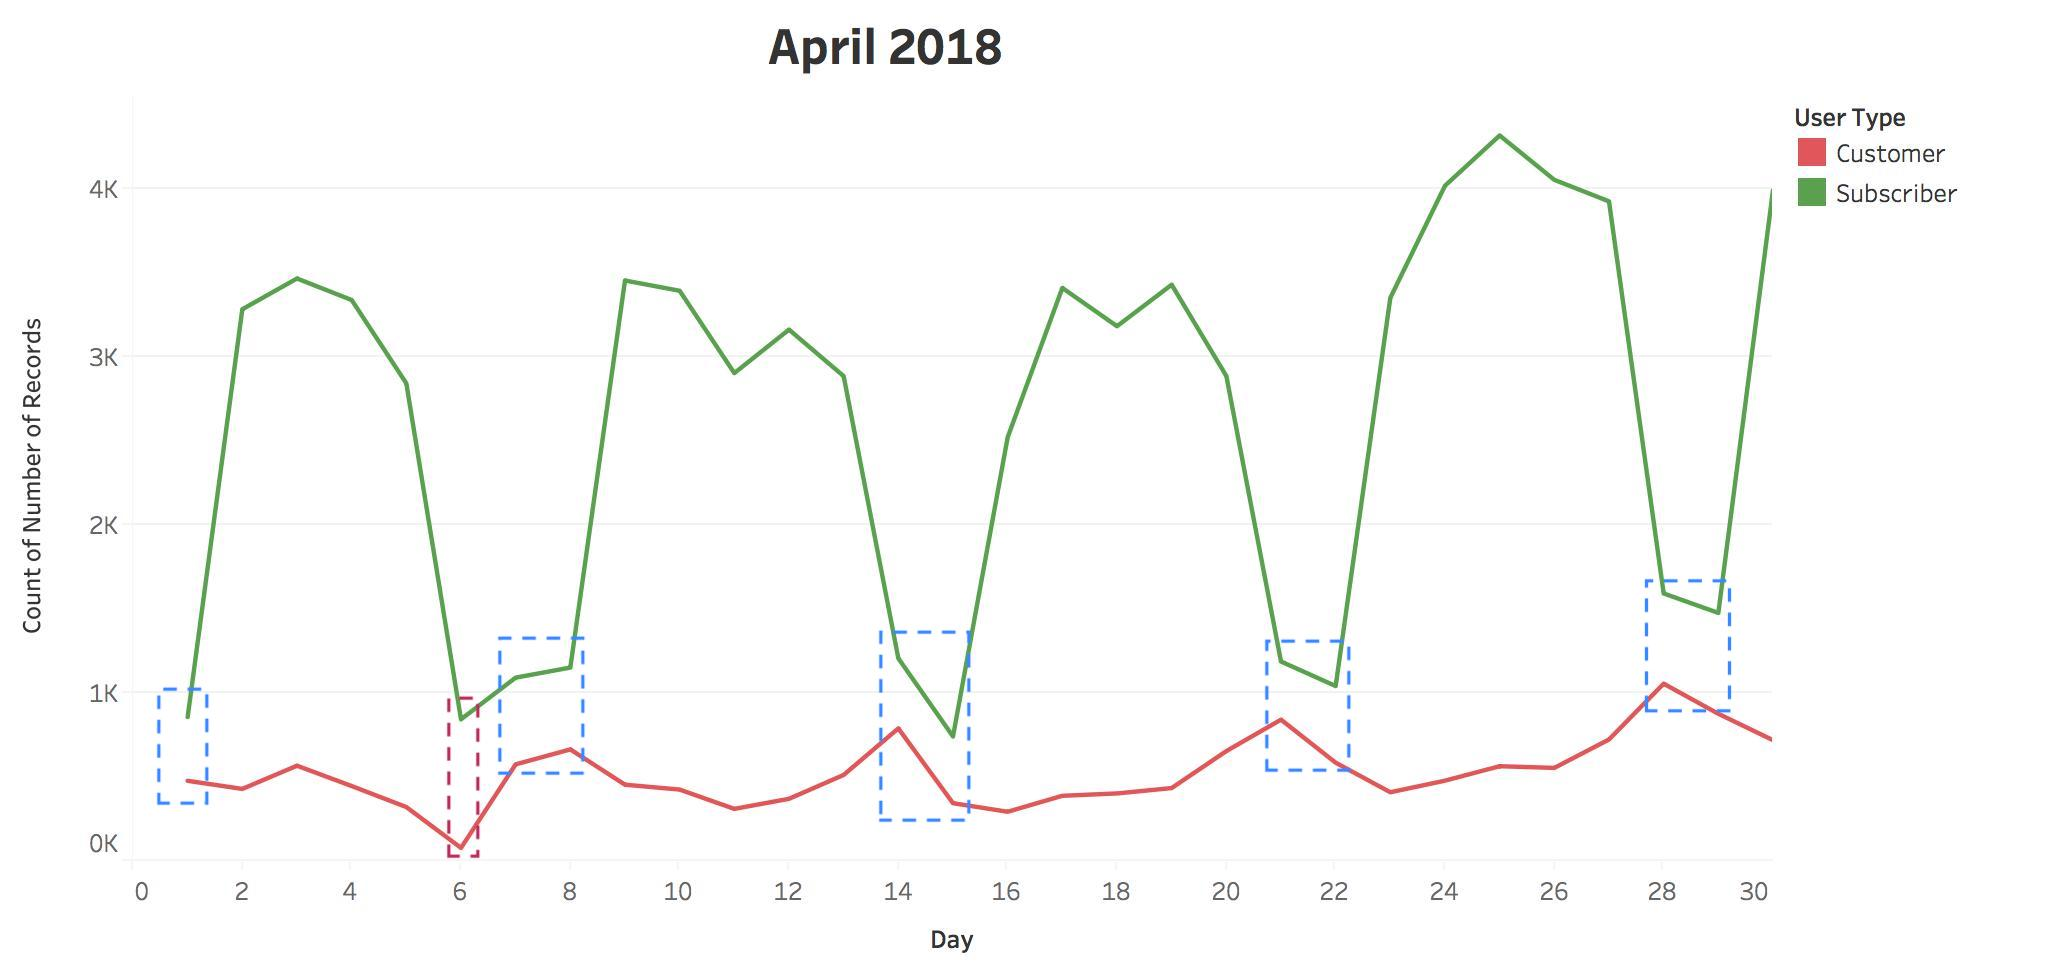 April 2018
User Type
Customer
Subscriber
Count of Number of Records
4K
3K
2K
1K
0K
0 2 4 6 8 10 12 14 16 18 20 22 24 26 28 30
Day